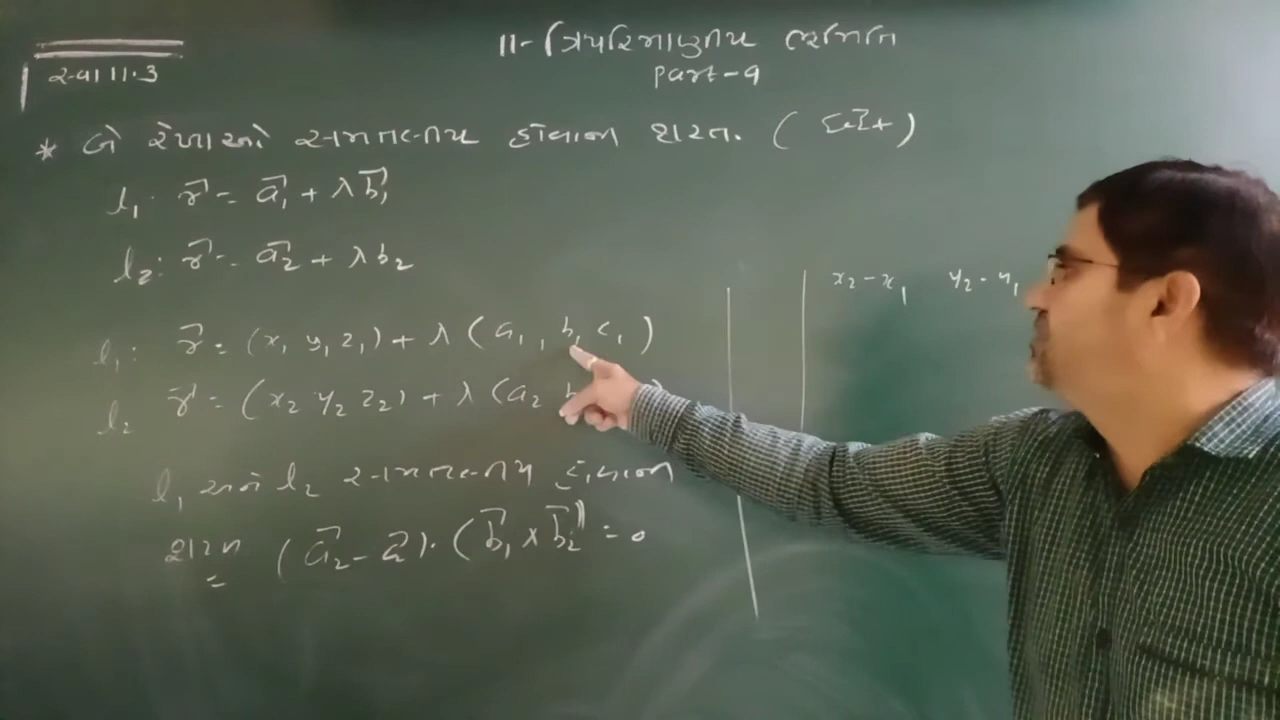 સ્વા 11.3
11- ત્રિપરિમાણીય ભૂમિતિ
Part-9
* બે રેખાઓ સમતલીય હોવાની શરત. (
l₁: r⃗ = a⃗₁ + λb⃗₁
l₂: r⃗ = a⃗₂ + λb₂
l₁: r⃗ = (x₁ y₁ z₁) + λ (a₁, b₁ c₁)
l₂ r⃗ = (x₂ y₂ z₂) + λ (a₂ b
l₁ અને l₂ સમતલીય હોવાની
શરત (a⃗₂ - a⃗). (b⃗₁ × b⃗₂) = 0
x₂-x₁ y₂-y₁